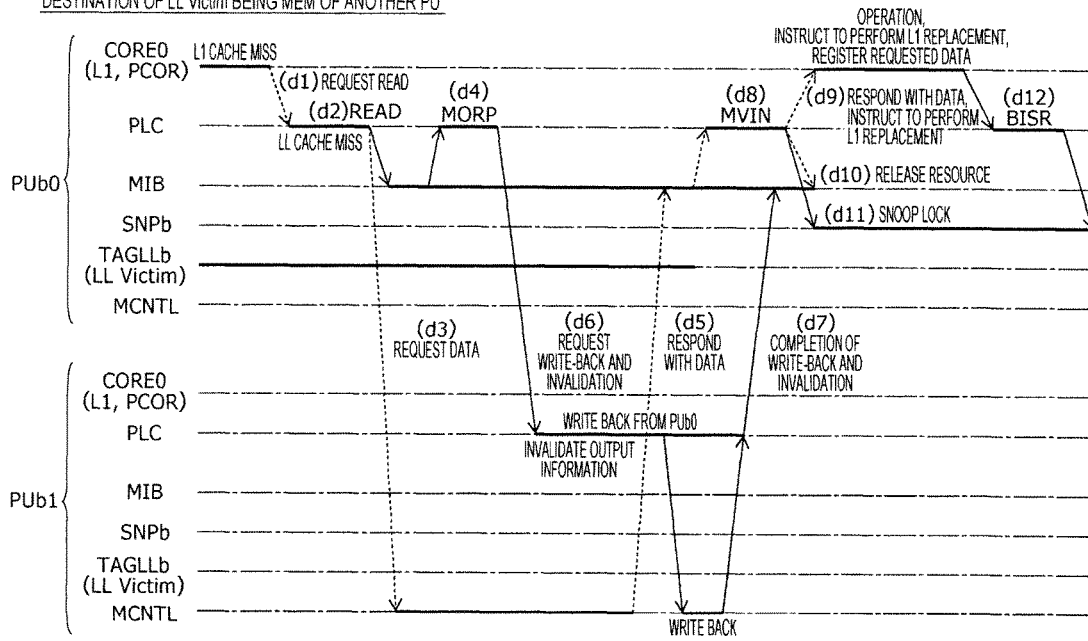 DESTINATION OF LL Victim BEING MEM OF ANOTHER PU
OPERATION,
INSTRUCT TO PERFORM L1 REPLACEMENT,
REGISTER REQUESTED DATA
CORE0
(L1, PCOR)
L1 CACHE MISS
(d1) REQUEST READ
(d2) READ
(d4)
MORP
(d8)
MVIN
(d9) RESPOND WITH DATA,
INSTRUCT TO PERFORM
L1 REPLACEMENT
(d12)
BISR
PLC
LL CACHE MISS
PUb0
MIB
(d10) RELEASE RESOURCE
SNPb
(d11) SNOOP LOCK
TAGLLb
(LL Victim)
MCNTL
(d3)
REQUEST DATA
(d6)
REQUEST
WRITE-BACK AND
INVALIDATION
(d5)
RESPOND
WITH DATA
(d7)
COMPLETION OF
WRITE-BACK AND
INVALIDATION
CORE0
(L1, PCOR)
PLC
WRITE BACK FROM PUb0
INVALIDATE OUTPUT
INFORMATION
PUb1
MIB
SNPb
TAGLLb
(LL Victim)
MCNTL
WRITE BACK